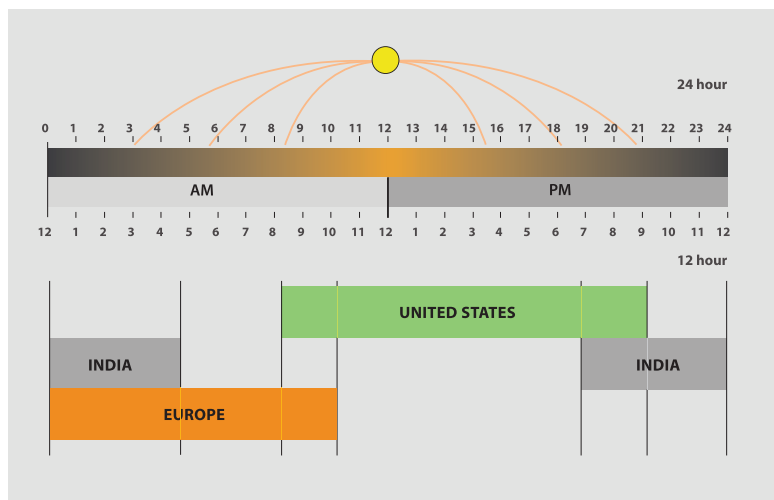 24 hour
0 1 2 3 4 5 6 7 8 9 10 11 12 13 14 15 16 17 18 19 20 21 22 23 24
AM PM
12 1 2 3 4 5 6 7 8 9 10 11 12 1 2 3 4 5 6 7 8 9 10 11 12
12 hour
UNITED STATES
INDIA INDIA
EUROPE